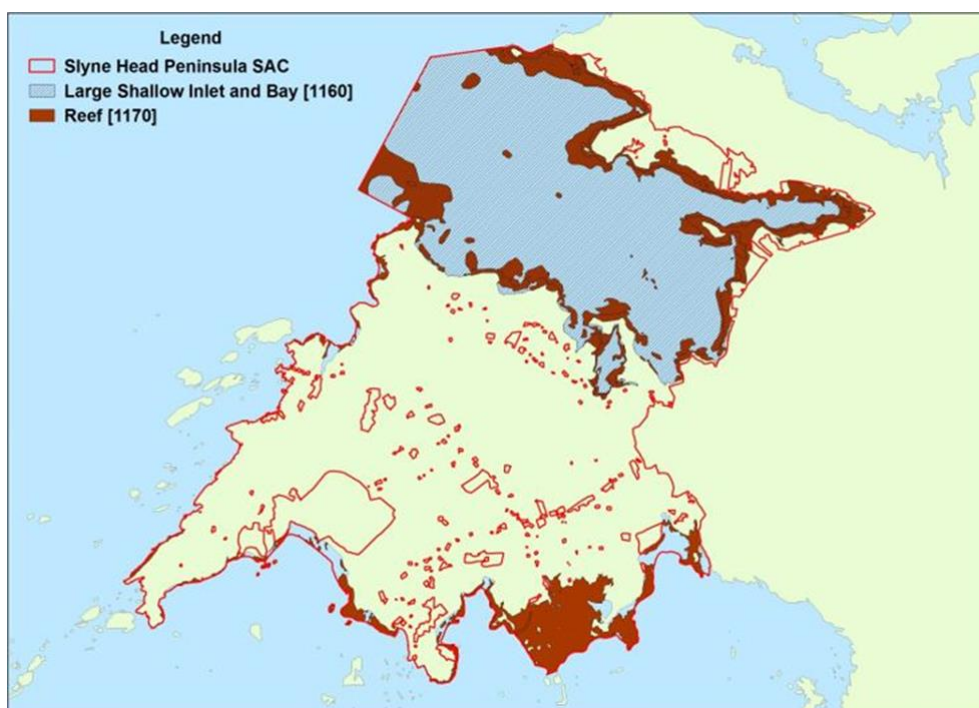 Legend
Slyne Head Peninsula SAC
Large Shallow Inlet and Bay [1160]
Reef [1170]